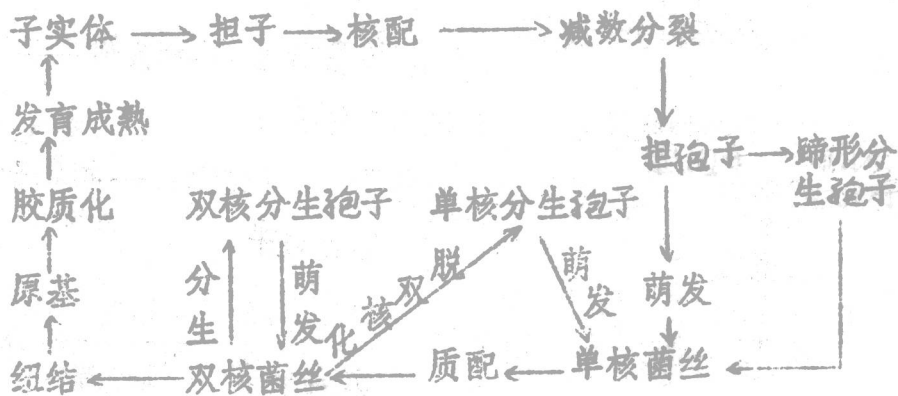 子实体 → 担子 → 核配 → 减数分裂
发育成熟
担孢子 → 蹄形分生孢子
胶质化
双核分生孢子
单核分生孢子
原基
分生
萌发
脱双核化
萌发
萌发
纽结 ← 双核菌丝 ← 质配 ← 单核菌丝